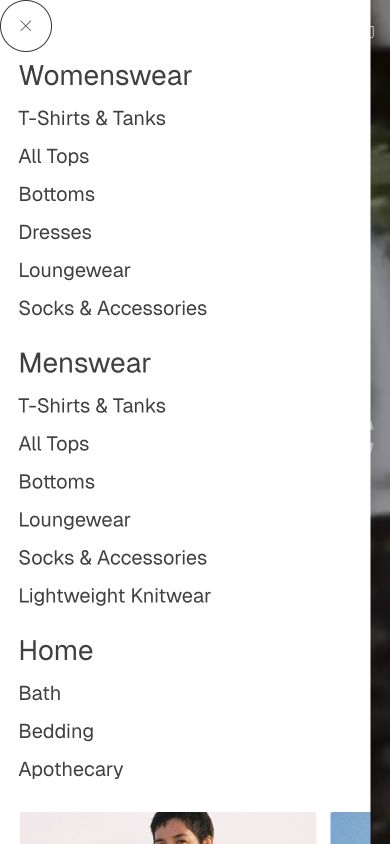 Womenswear
T-Shirts & Tanks
All Tops
Bottoms
Dresses
Loungewear
Socks & Accessories
Menswear
T-Shirts & Tanks
All Tops
Bottoms
Loungewear
Socks & Accessories
Lightweight Knitwear
Home
Bath
Bedding
Apothecary